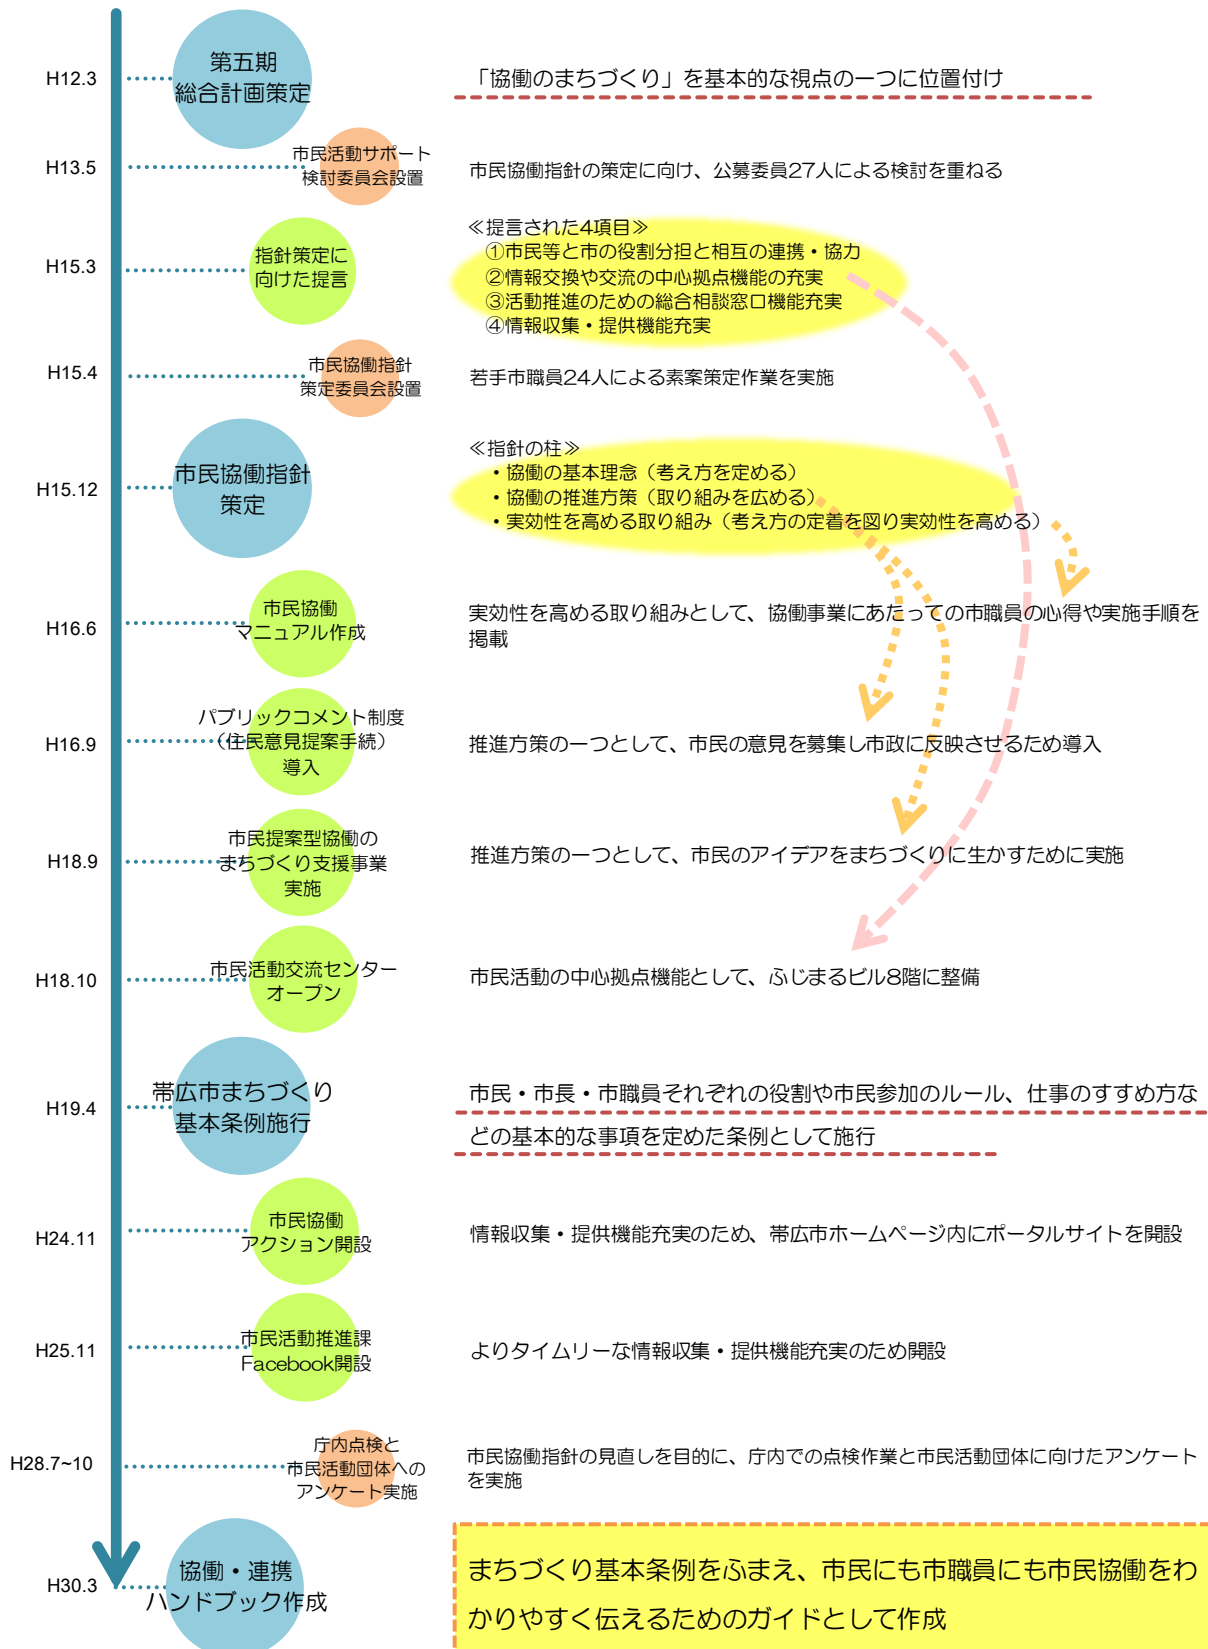 H12.3
第五期
総合計画策定
「協働のまちづくり」を基本的な視点の一つに位置付け
H13.5
市民活動サポート
検討委員会設置
市民協働指針の策定に向け、公募委員27人による検討を重ねる
H15.3
指針策定に
向けた提言
≪提言された4項目≫
①市民等と市の役割分担と相互の連携・協力
②情報交換や交流の中心拠点機能の充実
③活動推進のための総合相談窓口機能充実
④情報収集・提供機能充実
H15.4
市民協働指針
策定委員会設置
若手市職員24人による素案策定作業を実施
H15.12
市民協働指針
策定
≪指針の柱≫
・協働の基本理念（考え方を定める）
・協働の推進方策（取り組みを広める）
・実効性を高める取り組み（考え方の定着を図り実効性を高める）
H16.6
市民協働
マニュアル作成
実効性を高める取り組みとして、協働事業にあたっての市職員の心得や実施手順を
掲載
H16.9
パブリックコメント制度
（住民意見提案手続）
導入
推進方策の一つとして、市民の意見を募集し市政に反映させるため導入
H18.9
市民提案型協働の
まちづくり支援事業
実施
推進方策の一つとして、市民のアイデアをまちづくりに生かすために実施
H18.10
市民活動交流センター
オープン
市民活動の中心拠点機能として、ふじまるビル8階に整備
H19.4
帯広市まちづくり
基本条例施行
市民・市長・市職員それぞれの役割や市民参加のルール、仕事のすすめ方な
どの基本的な事項を定めた条例として施行
H24.11
市民協働
アクション開設
情報収集・提供機能充実のため、帯広市ホームページ内にポータルサイトを開設
H25.11
市民活動推進課
Facebook開設
よりタイムリーな情報収集・提供機能充実のため開設
H28.7~10
庁内点検と
市民活動団体への
アンケート実施
市民協働指針の見直しを目的に、庁内での点検作業と市民活動団体に向けたアンケート
を実施
H30.3
協働・連携
ハンドブック作成
まちづくり基本条例をふまえ、市民にも市職員にも市民協働をわ
かりやすく伝えるためのガイドとして作成